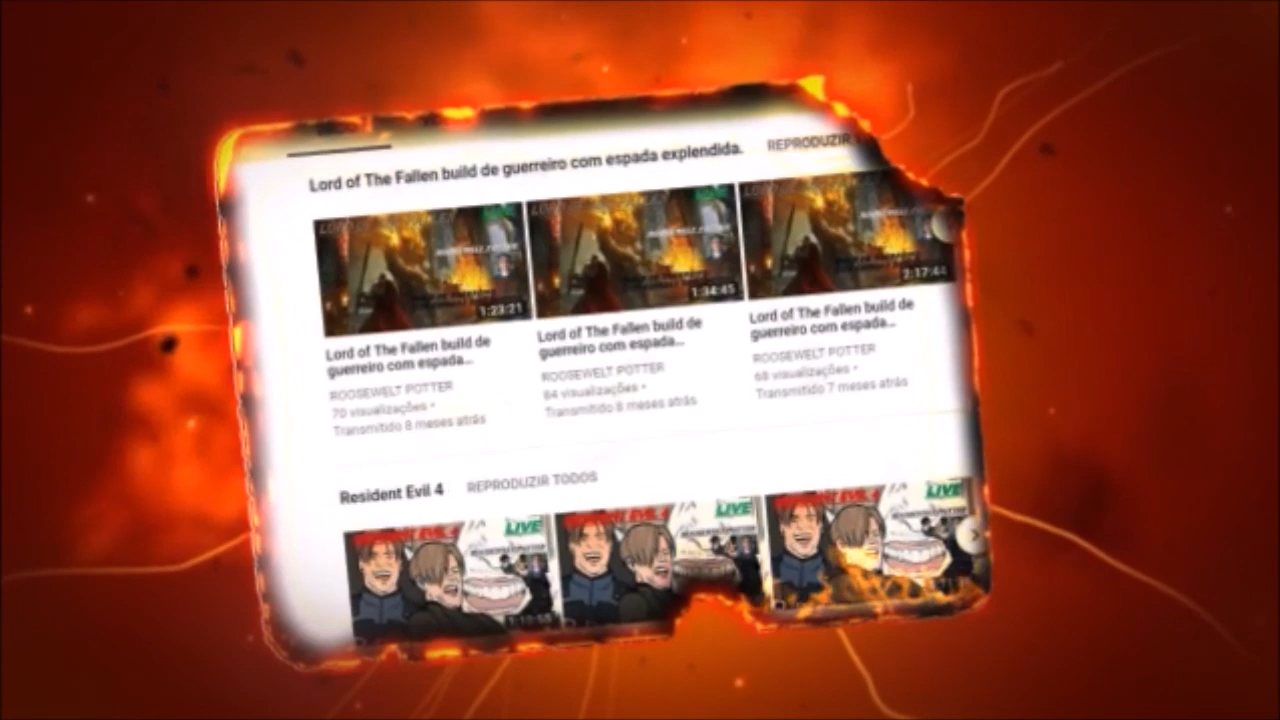 Lord of The Fallen build de guerreiro com espada explendida.
REPRODUZIR
1:23:21
1:34:45
2:17:44
Lord of The Fallen build de
guerreiro com espada...
ROOSEWELT POTTER
70 visualizações •
Transmitido 8 meses atrás
Lord of The Fallen build de
guerreiro com espada...
ROOSEWELT POTTER
84 visualizações •
Transmitido 8 meses atrás
Lord of The Fallen build de
guerreiro com espada...
ROOSEWELT POTTER
68 visualizações •
Transmitido 7 meses atrás
Resident Evil 4
REPRODUZIR TODOS
LIVE
LIVE
LIVE